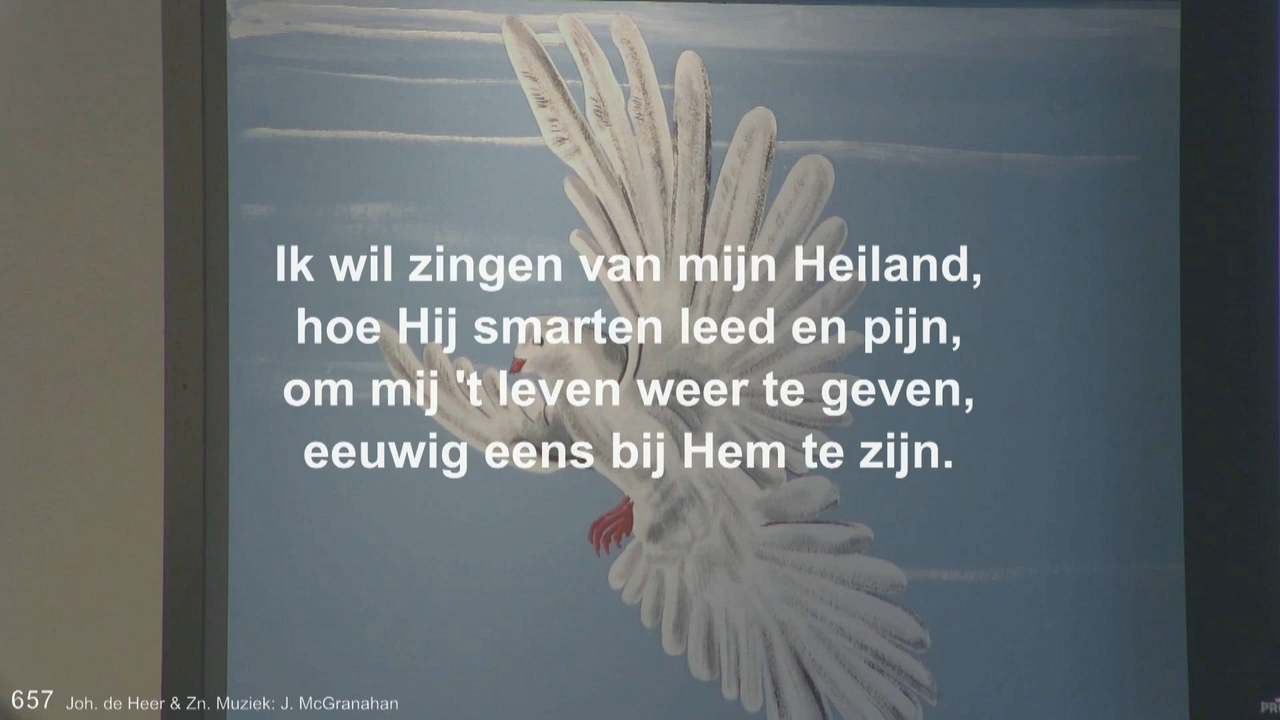 Ik wil zingen van mijn Heiland,
hoe Hij smarten leed en pijn,
om mij 't leven weer te geven,
eeuwig eens bij Hem te zijn.
657 Joh. de Heer & Zn. Muziek: J. McGranahan